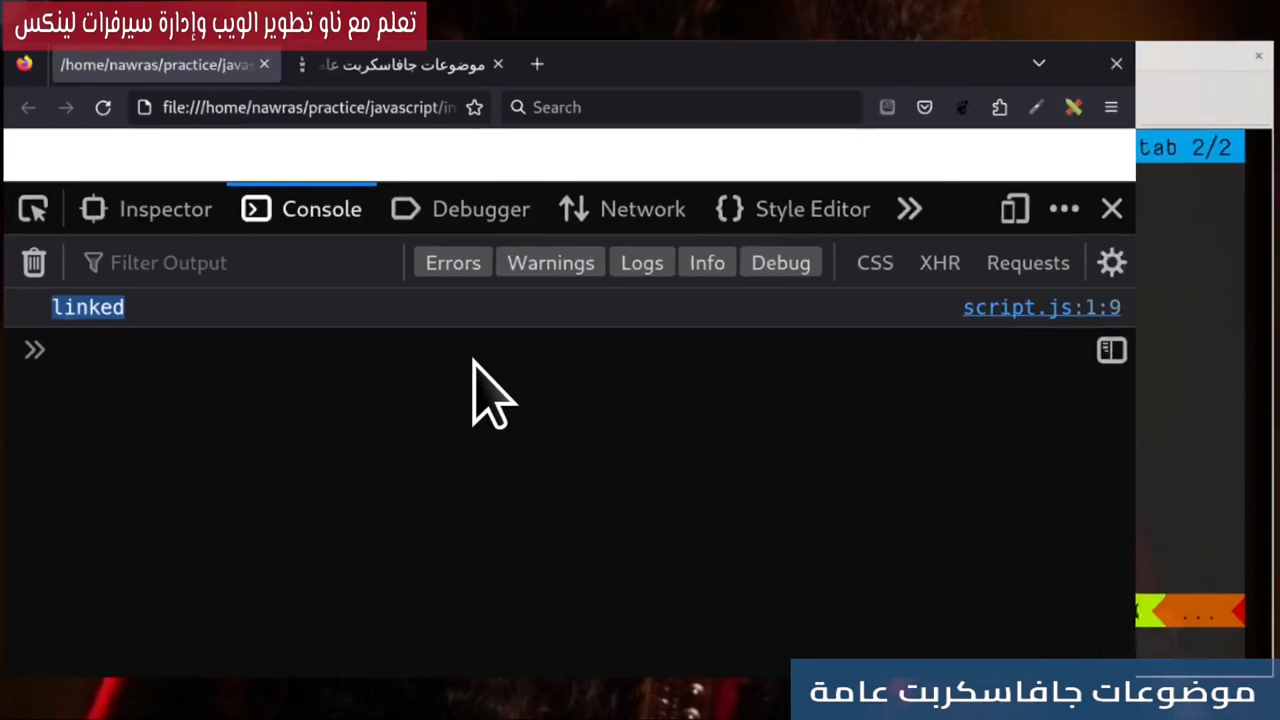 تعلم مع ناو تطوير الويب وإدارة سيرفرات لينكس
/home/nawras/practice/javas
موضوعات جافاسكربت عامة
file:///home/nawras/practice/javascript/in
Search
tab 2/2
Inspector
Console
Debugger
Network
Style Editor
Filter Output
Errors
Warnings
Logs
Info
Debug
CSS
XHR
Requests
linked
script.js:1:9
...
موضوعات جافاسكربت عامة